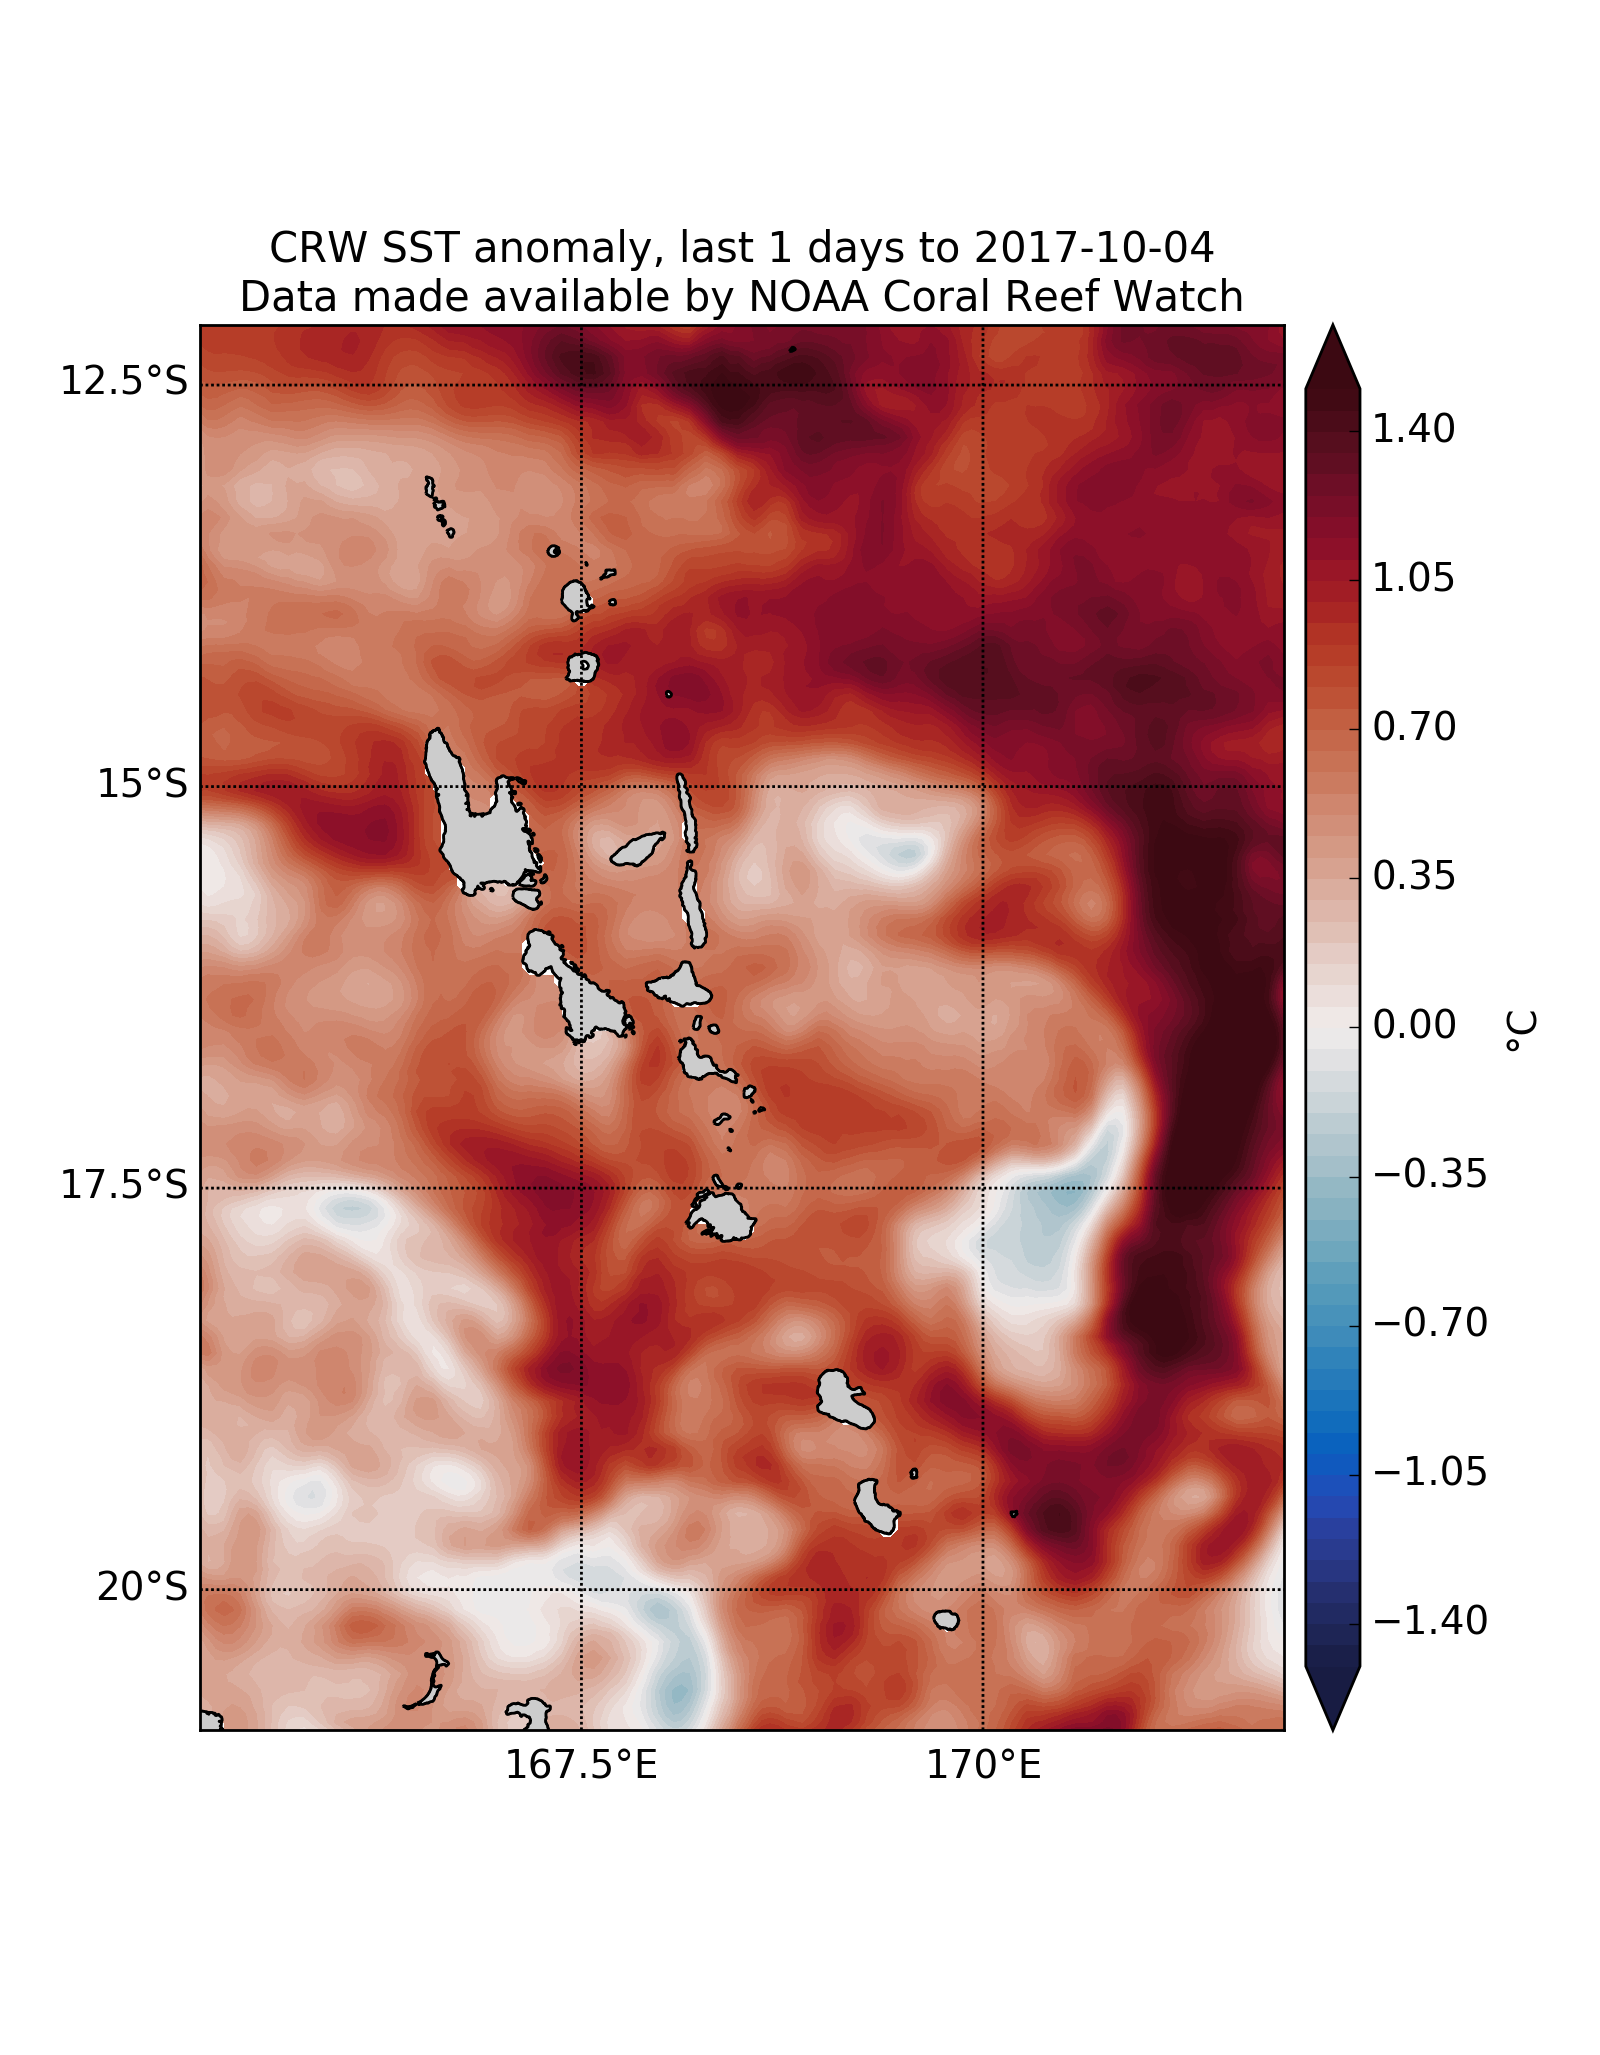 CRW SST anomaly, last 1 days to 2017-10-04
Data made available by NOAA Coral Reef Watch
12.5°S
15°S
17.5°S
20°S
167.5°E
170°E
1.40
1.05
0.70
0.35
0.00
−0.35
−0.70
−1.05
−1.40
°C